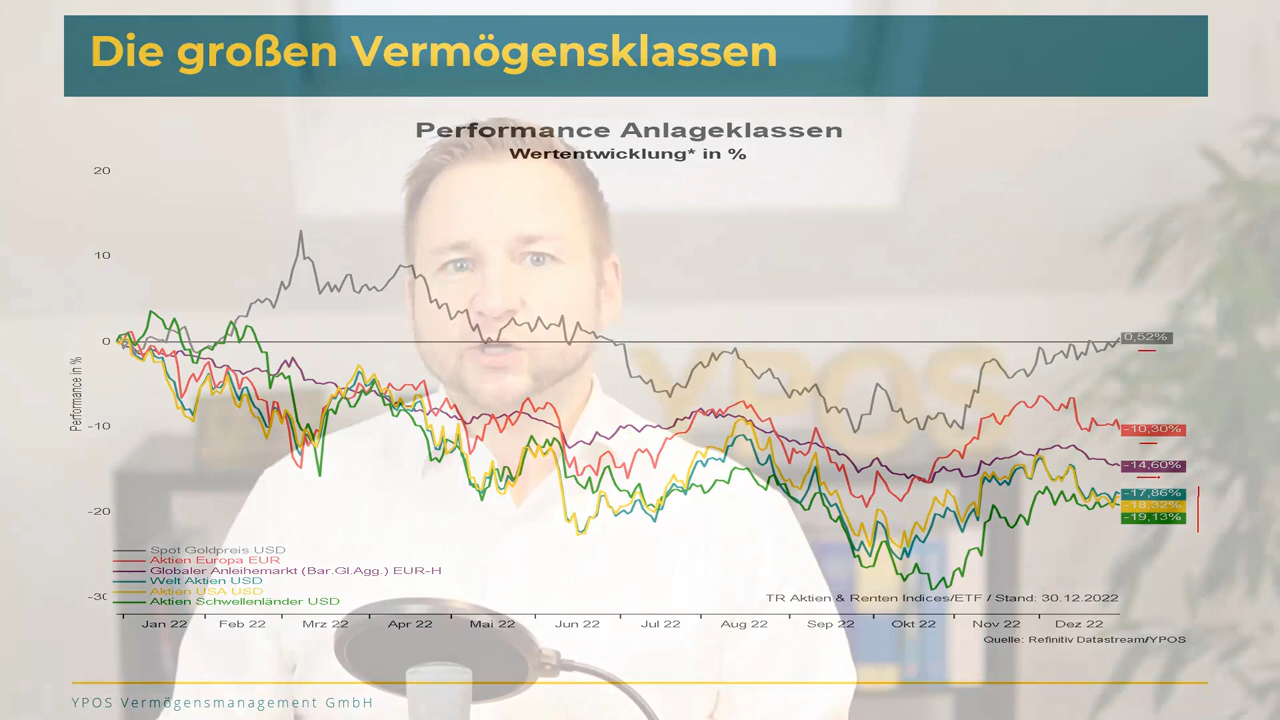 Die großen Vermögensklassen
Performance Anlageklassen
Wertentwicklung* in %
20
10
0
-10
-20
-30
Performance in %
0,52%
-10,30%
-14,60%
-17,86%
-18,32%
-19,13%
YPOS
Spot Goldpreis USD
Aktien Europa EUR
Globaler Anleihemarkt (Bar.Gl.Agg.) EUR-H
Welt Aktien USD
Aktien USA USD
Aktien Schwellenländer USD
TR Aktien & Renten Indices/ETF / Stand: 30.12.2022
Jan 22 Feb 22 Mrz 22 Apr 22 Mai 22 Jun 22 Jul 22 Aug 22 Sep 22 Okt 22 Nov 22 Dez 22
Quelle: Refinitiv Datastream/YPOS
YPOS Vermögensmanagement GmbH